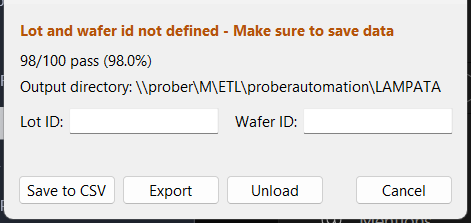 Lot and wafer id not defined - Make sure to save data
98/100 pass (98.0%)
Output directory: \\prober\M\ETL\proberautomation\LAMPATA
Lot ID: Wafer ID:
Save to CSV Export Unload Cancel